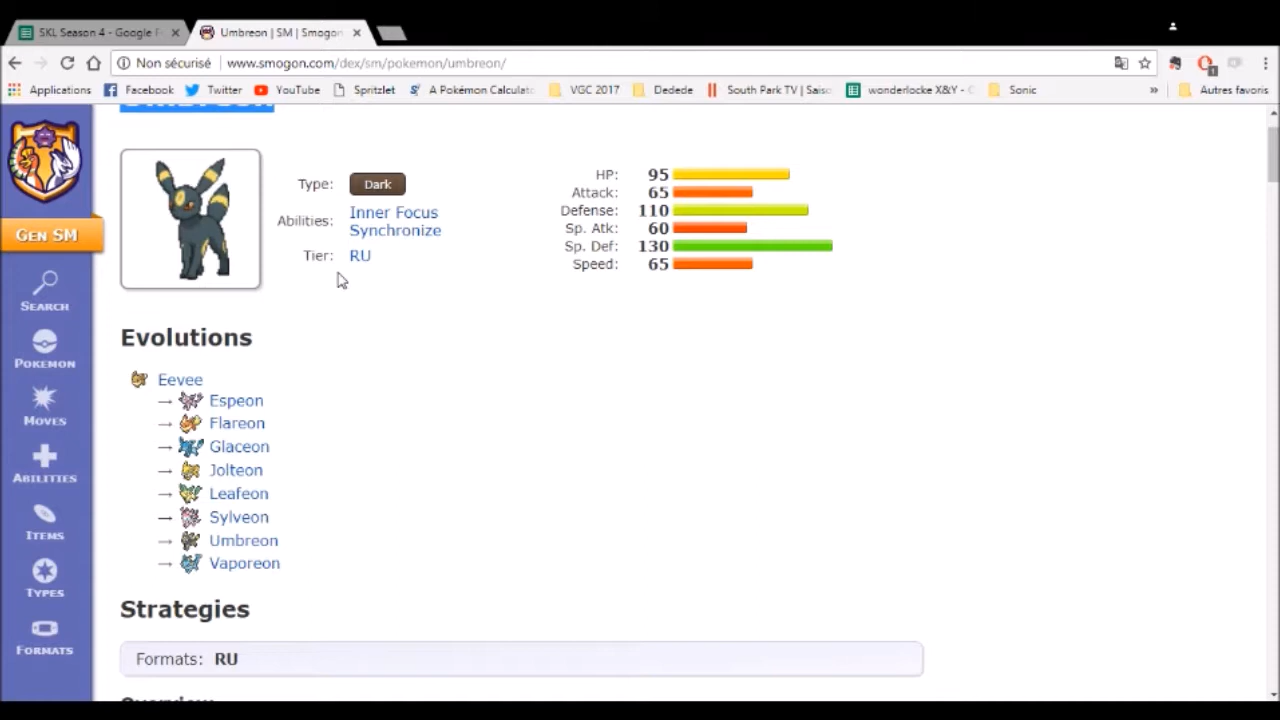 SKL Season 4 - Google F
Umbreon | SM | Smogon
Non sécurisé
www.smogon.com/dex/sm/pokemon/umbreon/
Applications
Facebook
Twitter
YouTube
Spritzlet
A Pokémon Calculat
VGC 2017
Dedede
South Park TV | Sais
wonderlocke X&Y -
Sonic
»
Autres favoris
Type: Dark
Abilities: Inner Focus
Synchronize
Tier: RU
HP: 95
Attack: 65
Defense: 110
Sp. Atk: 60
Sp. Def: 130
Speed: 65
GEN SM
SEARCH
POKEMON
MOVES
ABILITIES
ITEMS
TYPES
FORMATS
Evolutions
Eevee
→ Espeon
→ Flareon
→ Glaceon
→ Jolteon
→ Leafeon
→ Sylveon
→ Umbreon
→ Vaporeon
Strategies
Formats: RU